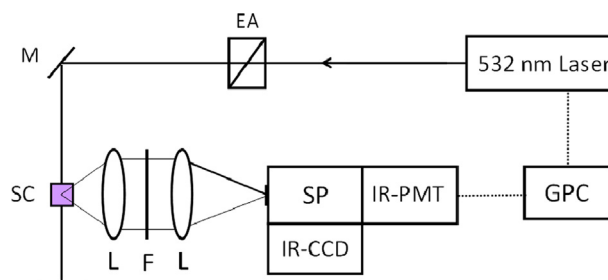 EA
M
532 nm Laser
SC
SP
IR-PMT
GPC
IR-CCD
L
F
L